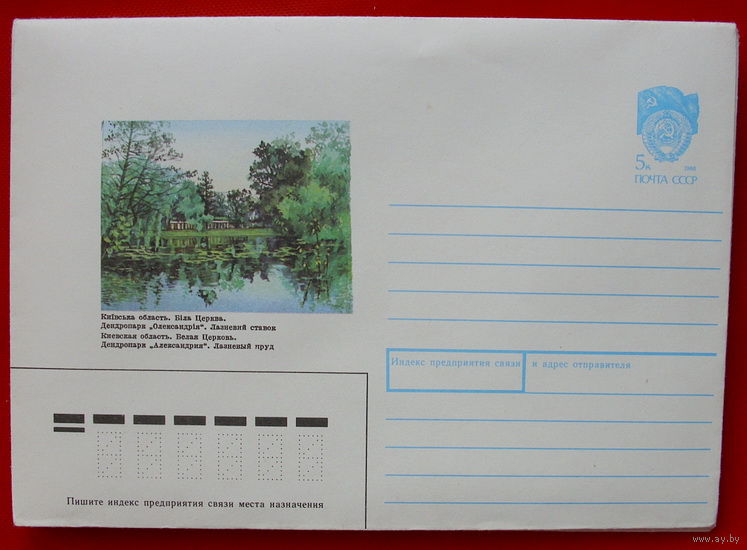 5к
1988
ПОЧТА СССР
Київська область. Біла Церква.
Дендропарк „Олександрія". Лазневий ставок
Киевская область. Белая Церковь.
Дендропарк „Александрия". Лазневый пруд
Индекс предприятия связи и адрес отправителя
Пишите индекс предприятия связи места назначения
www.ay.by